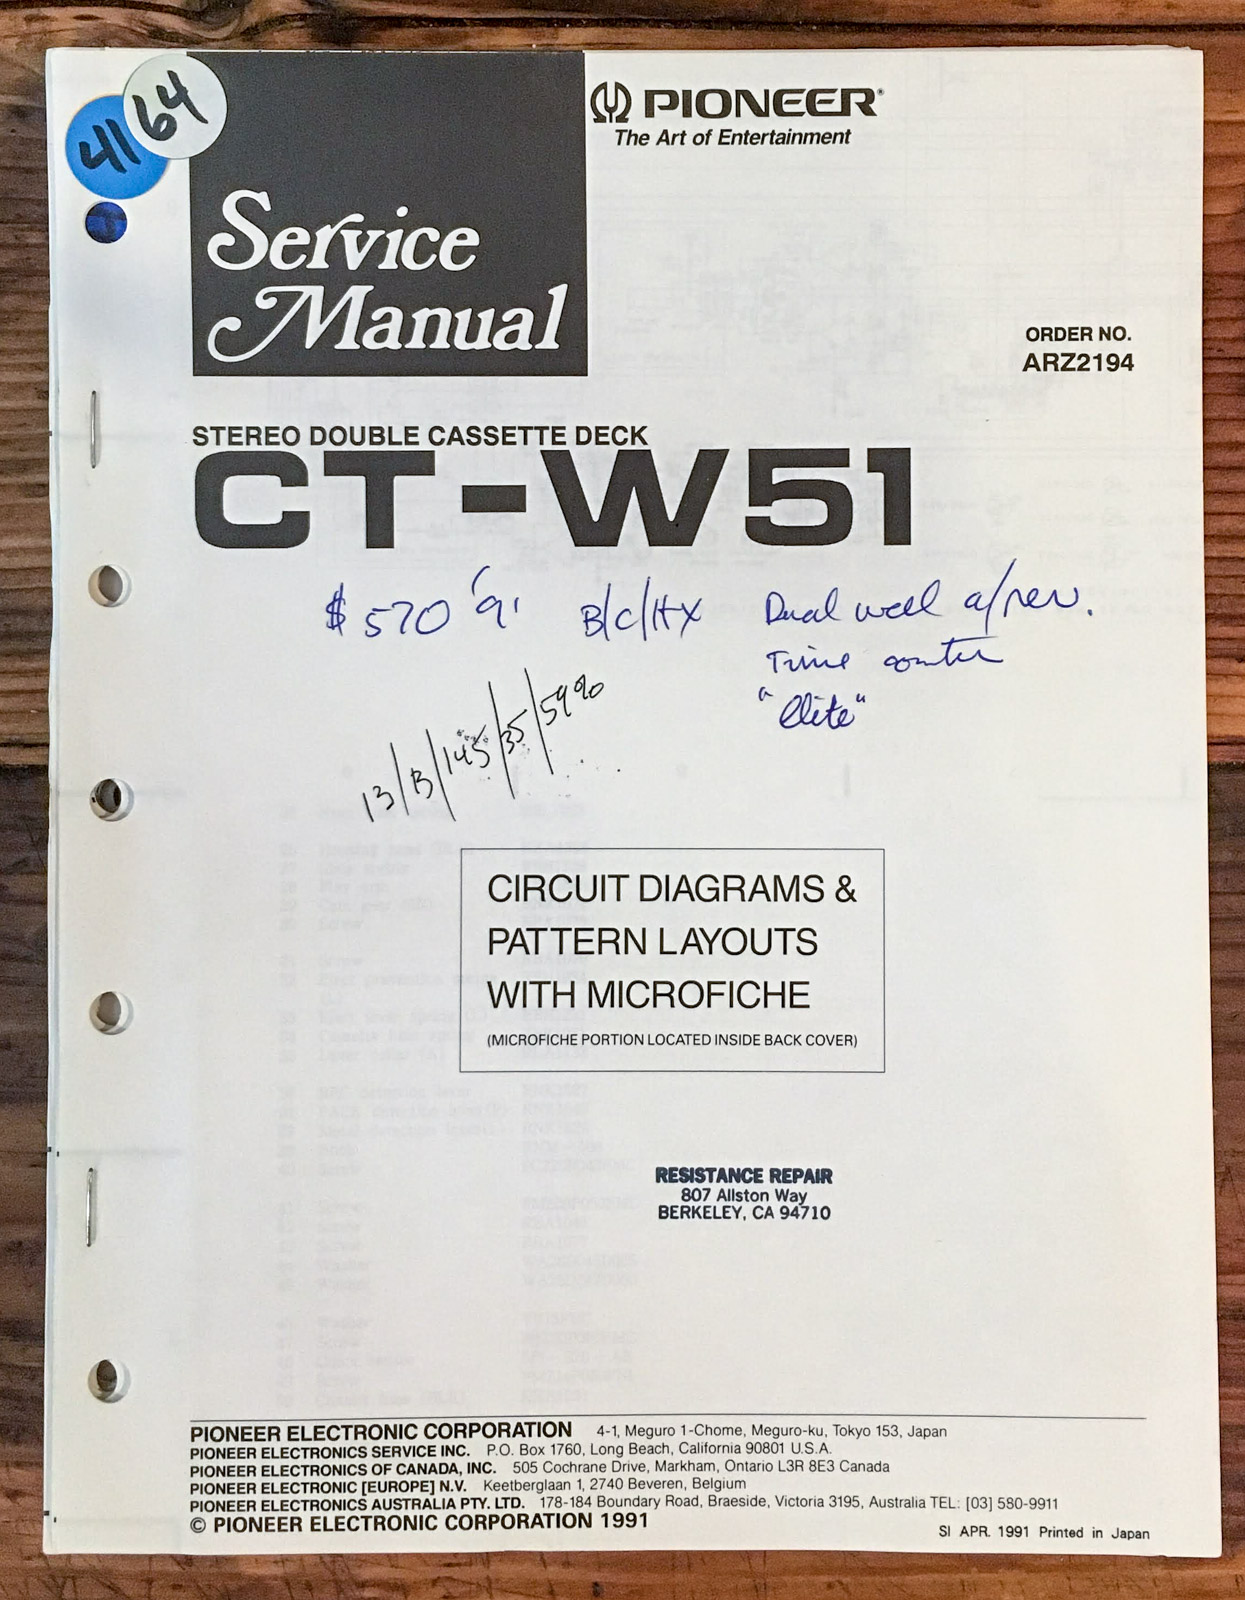 41
64
PIONEER®
The Art of Entertainment
Service
Manual
ORDER NO.
ARZ2194
STEREO DOUBLE CASSETTE DECK
CT-W51
$570 '91 B/C/HX Dual well a/rev.
Time counter
"Elite"
13/B/145/35/59⁹⁰
CIRCUIT DIAGRAMS &
PATTERN LAYOUTS
WITH MICROFICHE
(MICROFICHE PORTION LOCATED INSIDE BACK COVER)
RESISTANCE REPAIR
807 Allston Way
BERKELEY, CA 94710
PIONEER ELECTRONIC CORPORATION 4-1, Meguro 1-Chome, Meguro-ku, Tokyo 153, Japan
PIONEER ELECTRONICS SERVICE INC. P.O. Box 1760, Long Beach, California 90801 U.S.A.
PIONEER ELECTRONICS OF CANADA, INC. 505 Cochrane Drive, Markham, Ontario L3R 8E3 Canada
PIONEER ELECTRONIC [EUROPE] N.V. Keetberglaan 1, 2740 Beveren, Belgium
PIONEER ELECTRONICS AUSTRALIA PTY. LTD. 178-184 Boundary Road, Braeside, Victoria 3195, Australia TEL: [03] 580-9911
© PIONEER ELECTRONIC CORPORATION 1991
SI APR. 1991 Printed in Japan